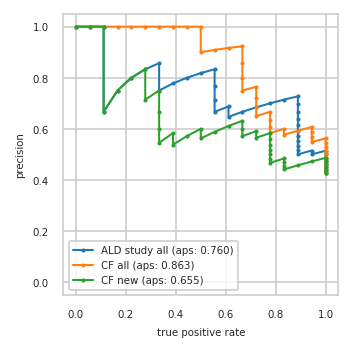 1.0
0.8
0.6
0.4
0.2
0.0
precision
ALD study all (aps: 0.760)
CF all (aps: 0.863)
CF new (aps: 0.655)
0.0 0.2 0.4 0.6 0.8 1.0
true positive rate